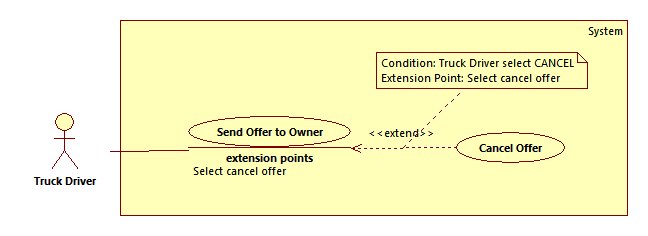 System
Condition: Truck Driver select CANCEL
Extension Point: Select cancel offer
Send Offer to Owner
<<extend>>
extension points
Select cancel offer
Cancel Offer
Truck Driver